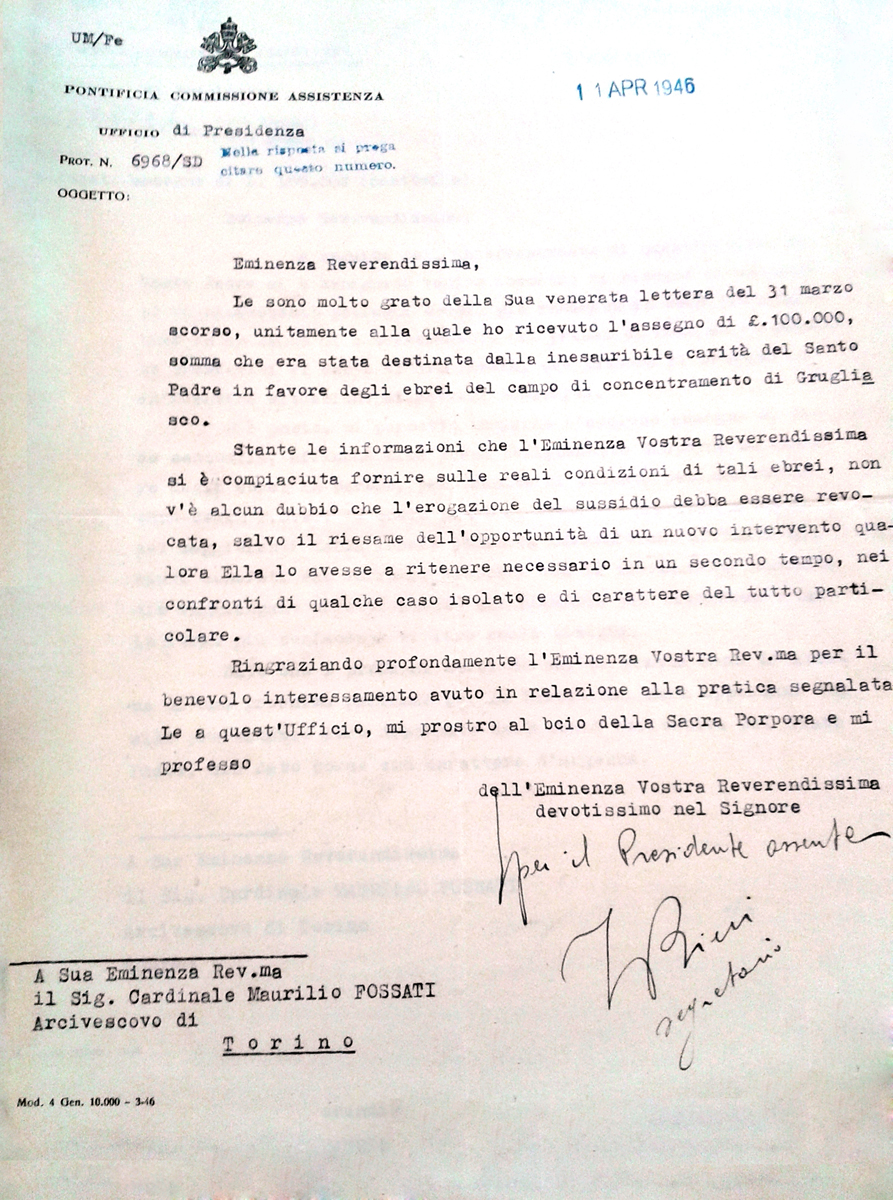 UM/Fe
PONTIFICIA COMMISSIONE ASSISTENZA
11 APR 1946
UFFICIO di Presidenza
PROT. N. 6968/SD Nella risposta si prega
citare questo numero.
OGGETTO:
Eminenza Reverendissima,
Le sono molto grato della Sua venerata lettera del 31 marzo
scorso, unitamente alla quale ho ricevuto l'assegno di £.100.000,
somma che era stata destinata dalla inesauribile carità del Santo
Padre in favore degli ebrei del campo di concentramento di Gruglia
sco.
Stante le informazioni che l'Eminenza Vostra Reverendissima
si è compiaciuta fornire sulle reali condizioni di tali ebrei, non
v'è alcun dubbio che l'erogazione del sussidio debba essere revo-
cata, salvo il riesame dell'opportunità di un nuovo intervento qua-
lora Ella lo avesse a ritenere necessario in un secondo tempo, nei
confronti di qualche caso isolato e di carattere del tutto parti-
colare.
Ringraziando profondamente l'Eminenza Vostra Rev.ma per il
benevolo interessamento avuto in relazione alla pratica segnalata
Le a quest'Ufficio, mi prostro al bcio della Sacra Porpora e mi
professo
dell'Eminenza Vostra Reverendissima
devotissimo nel Signore
per il Presidente assente
segretario
A Sua Eminenza Rev.ma
il Sig. Cardinale Maurilio FOSSATI
Arcivescovo di
Torino
Mod. 4 Gen. 10.000 - 3-46